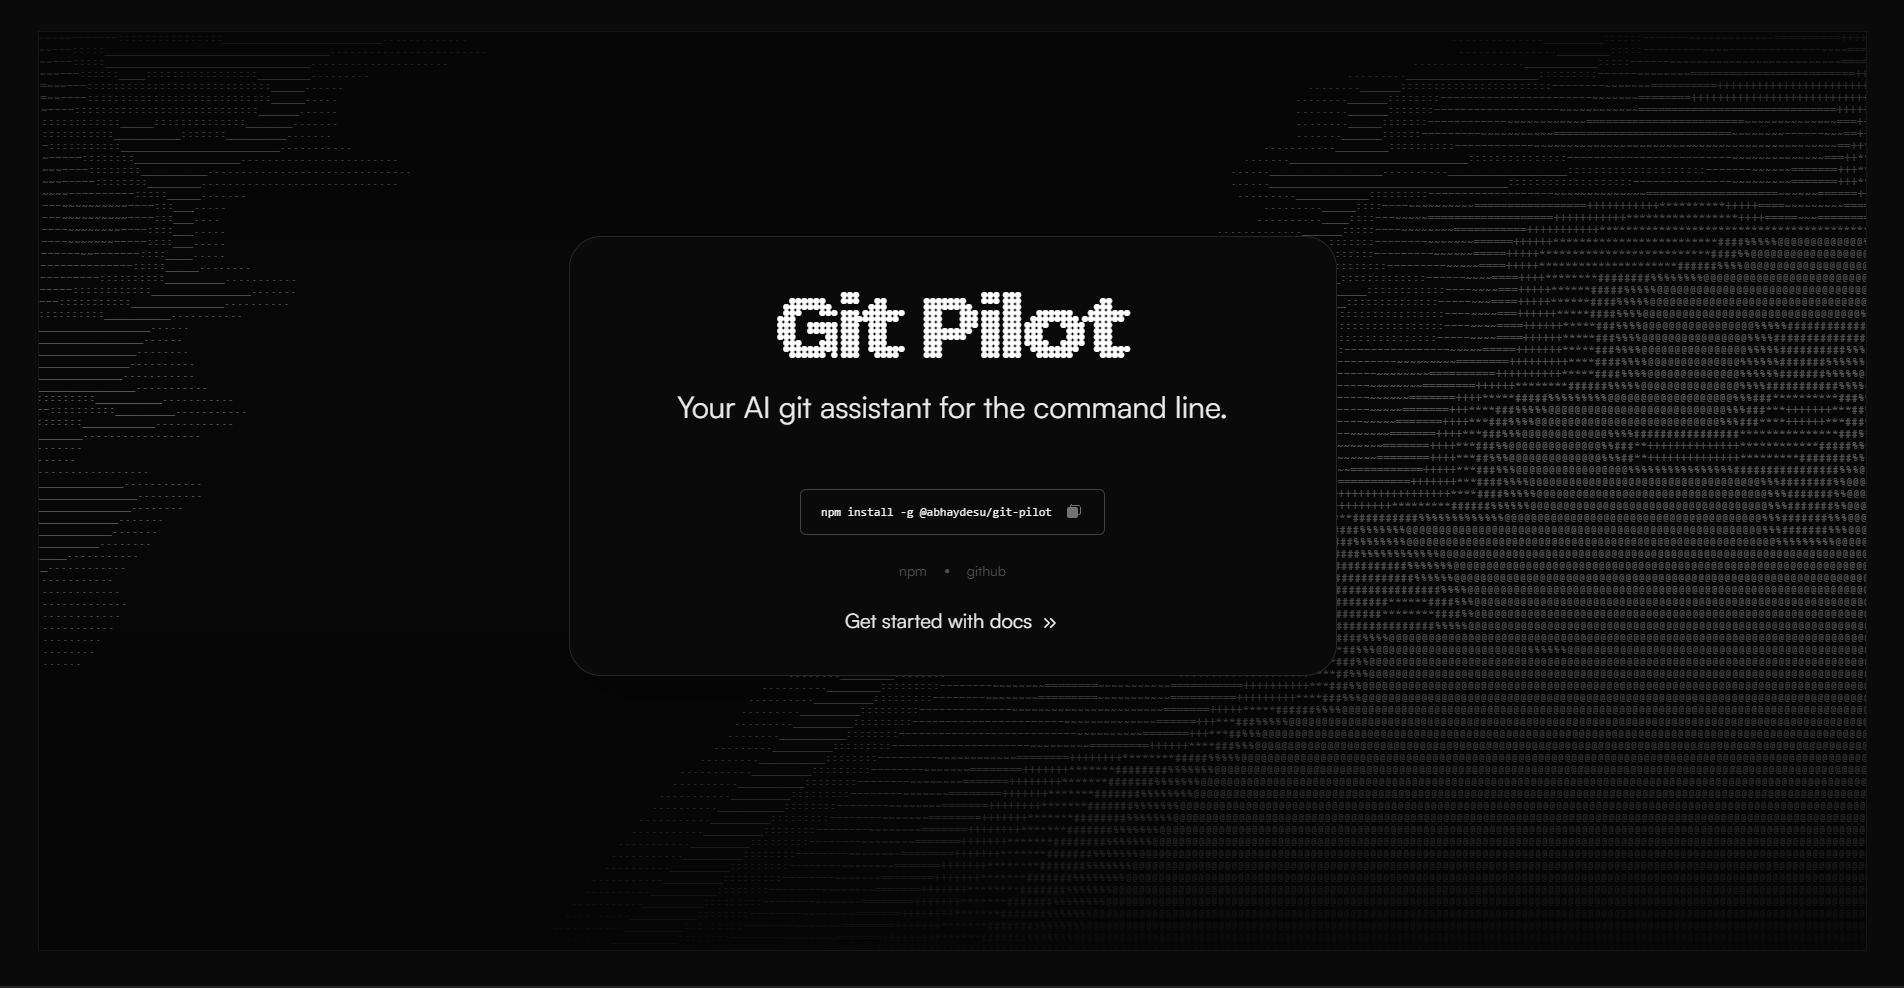 Git Pilot
Your AI git assistant for the command line.
npm install -g @abhaydesu/git-pilot
npm • github
Get started with docs »